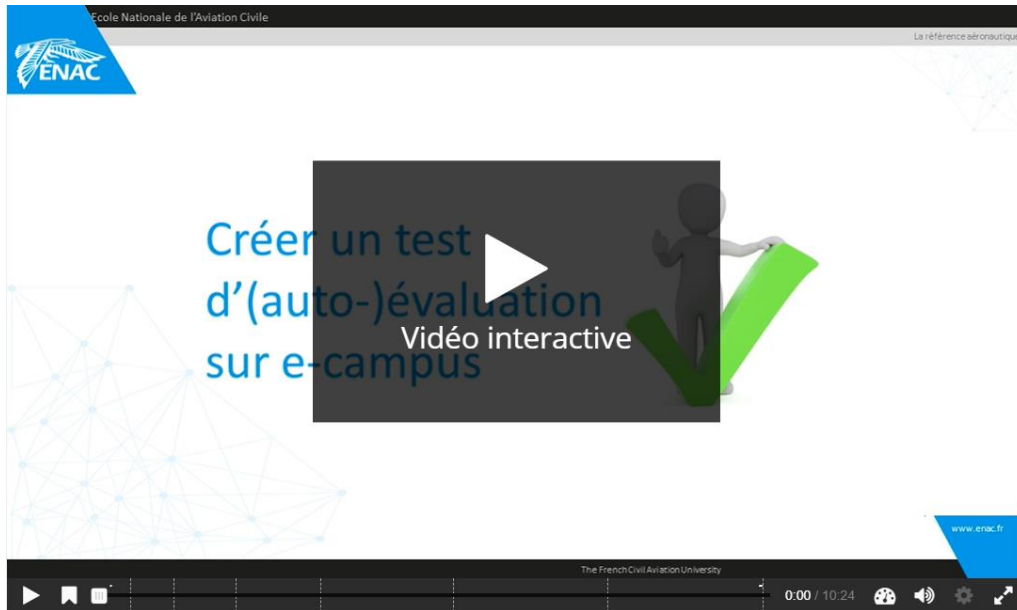 Ecole Nationale de l'Aviation Civile
La référence aéronautique
ENAC
Créer un test
d'(auto-)évaluation
sur e-campus
Vidéo interactive
www.enac.fr
The French Civil Aviation University
0:00 / 10:24